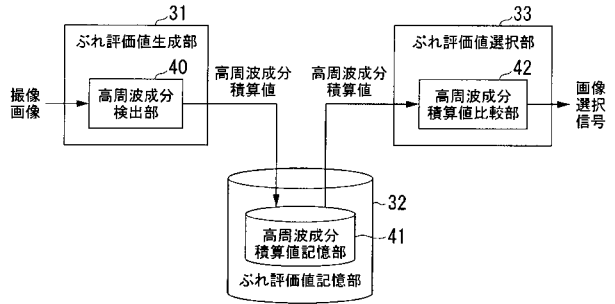 31
ぶれ評価値生成部
40
高周波成分
検出部
撮像
画像
高周波成分
積算値
高周波成分
積算値
33
ぶれ評価値選択部
42
高周波成分
積算値比較部
画像
選択
信号
32
高周波成分
積算値記憶部
41
ぶれ評価値記憶部